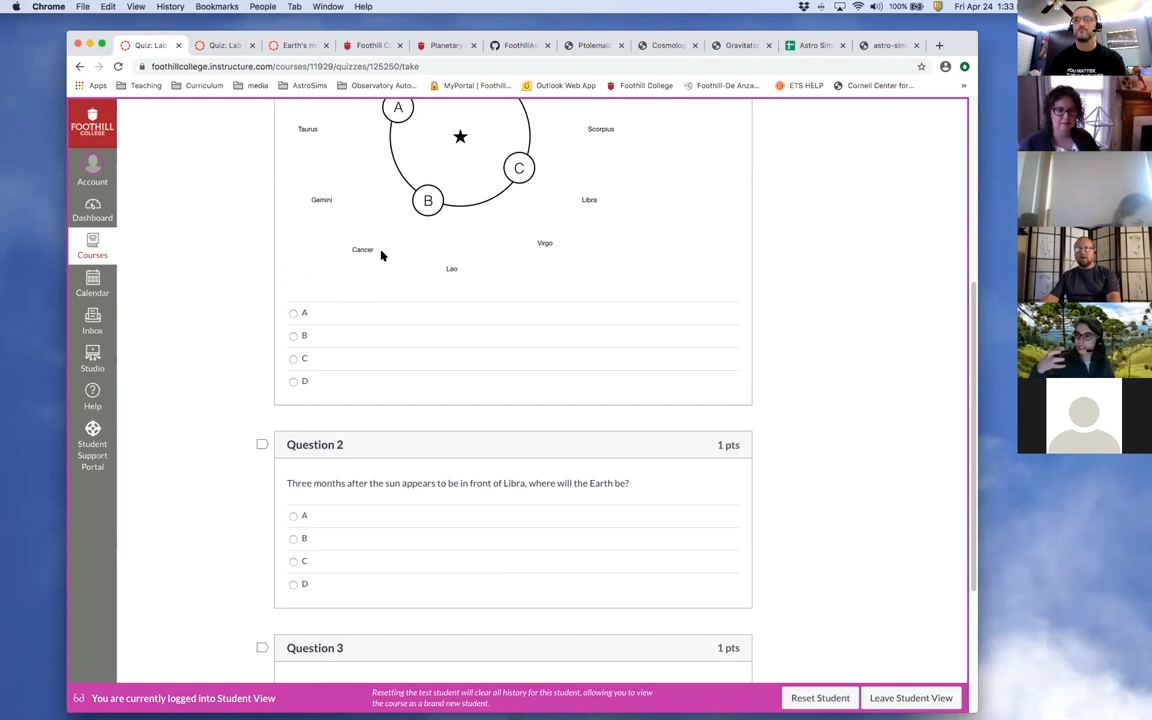 Chrome File Edit View History Bookmarks People Tab Window Help 100% Fri Apr 24 1:33
Quiz: Lab Quiz: Lab Earth's m Foothill C Planetary FoothillAs Ptolemaic Cosmolog Gravitatio Astro Sim astro-sim
foothillcollege.instructure.com/courses/11929/quizzes/125250/take
Apps Teaching Curriculum media AstroSims Observatory Auto... MyPortal | Foothill... Outlook Web App Foothill College Foothill-De Anza... ETS HELP Cornell Center for... »
FOOTHILL
COLLEGE
Account
Dashboard
Courses
Calendar
Inbox
Studio
Help
Student
Support
Portal
A
Taurus
Scorpius
C
Gemini
B
Libra
Cancer
Virgo
Leo
A
B
C
D
Question 2 1 pts
Three months after the sun appears to be in front of Libra, where will the Earth be?
A
B
C
D
Question 3 1 pts
You are currently logged into Student View
Resetting the test student will clear all history for this student, allowing you to view
the course as a brand new student.
Reset Student
Leave Student View
YOU MATTER.